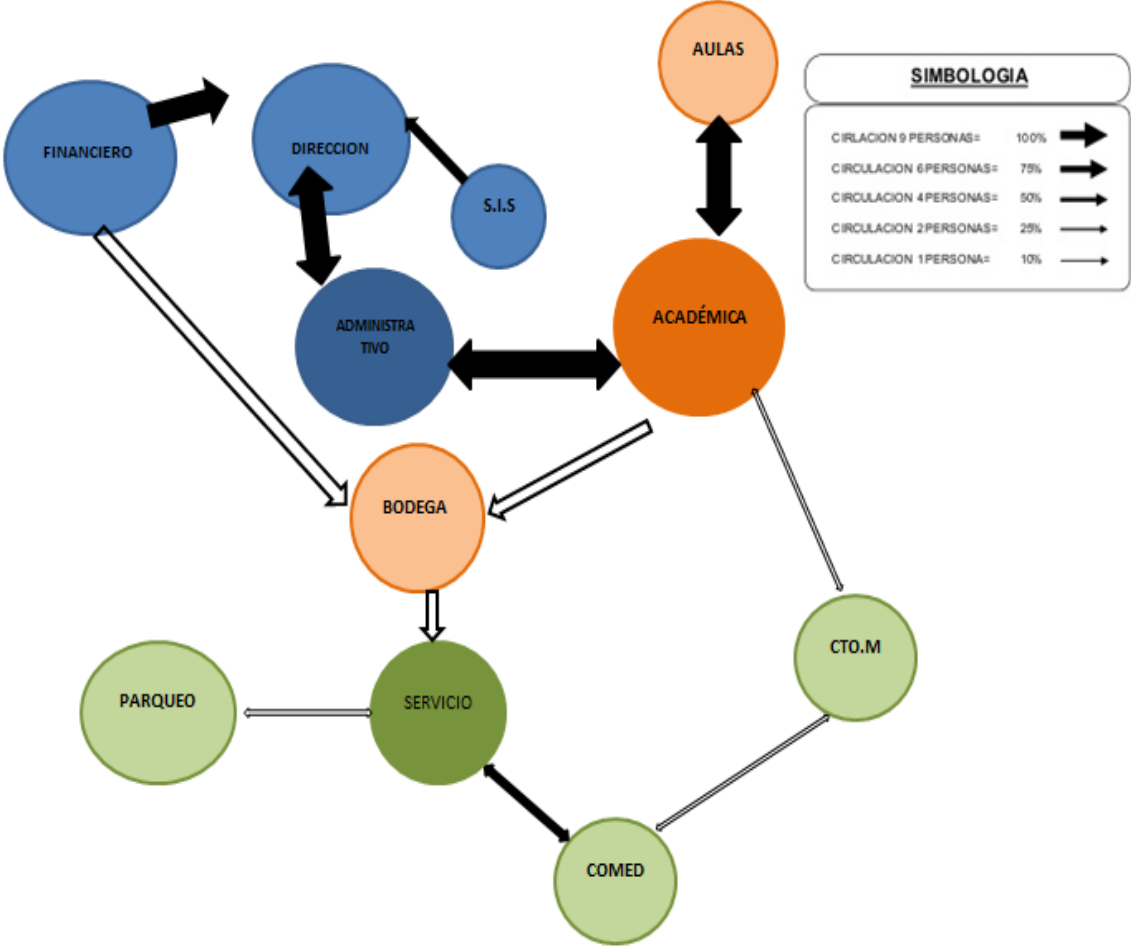 AULAS
SIMBOLOGIA
CIRLACION 9 PERSONAS= 100%
CIRCULACION 6 PERSONAS= 75%
CIRCULACION 4 PERSONAS= 50%
CIRCULACION 2 PERSONAS= 25%
CIRCULACION 1 PERSONA= 10%
FINANCIERO
DIRECCION
S.I.S
ADMINISTRA
TIVO
ACADÉMICA
BODEGA
CTO.M
PARQUEO
SERVICIO
COMED